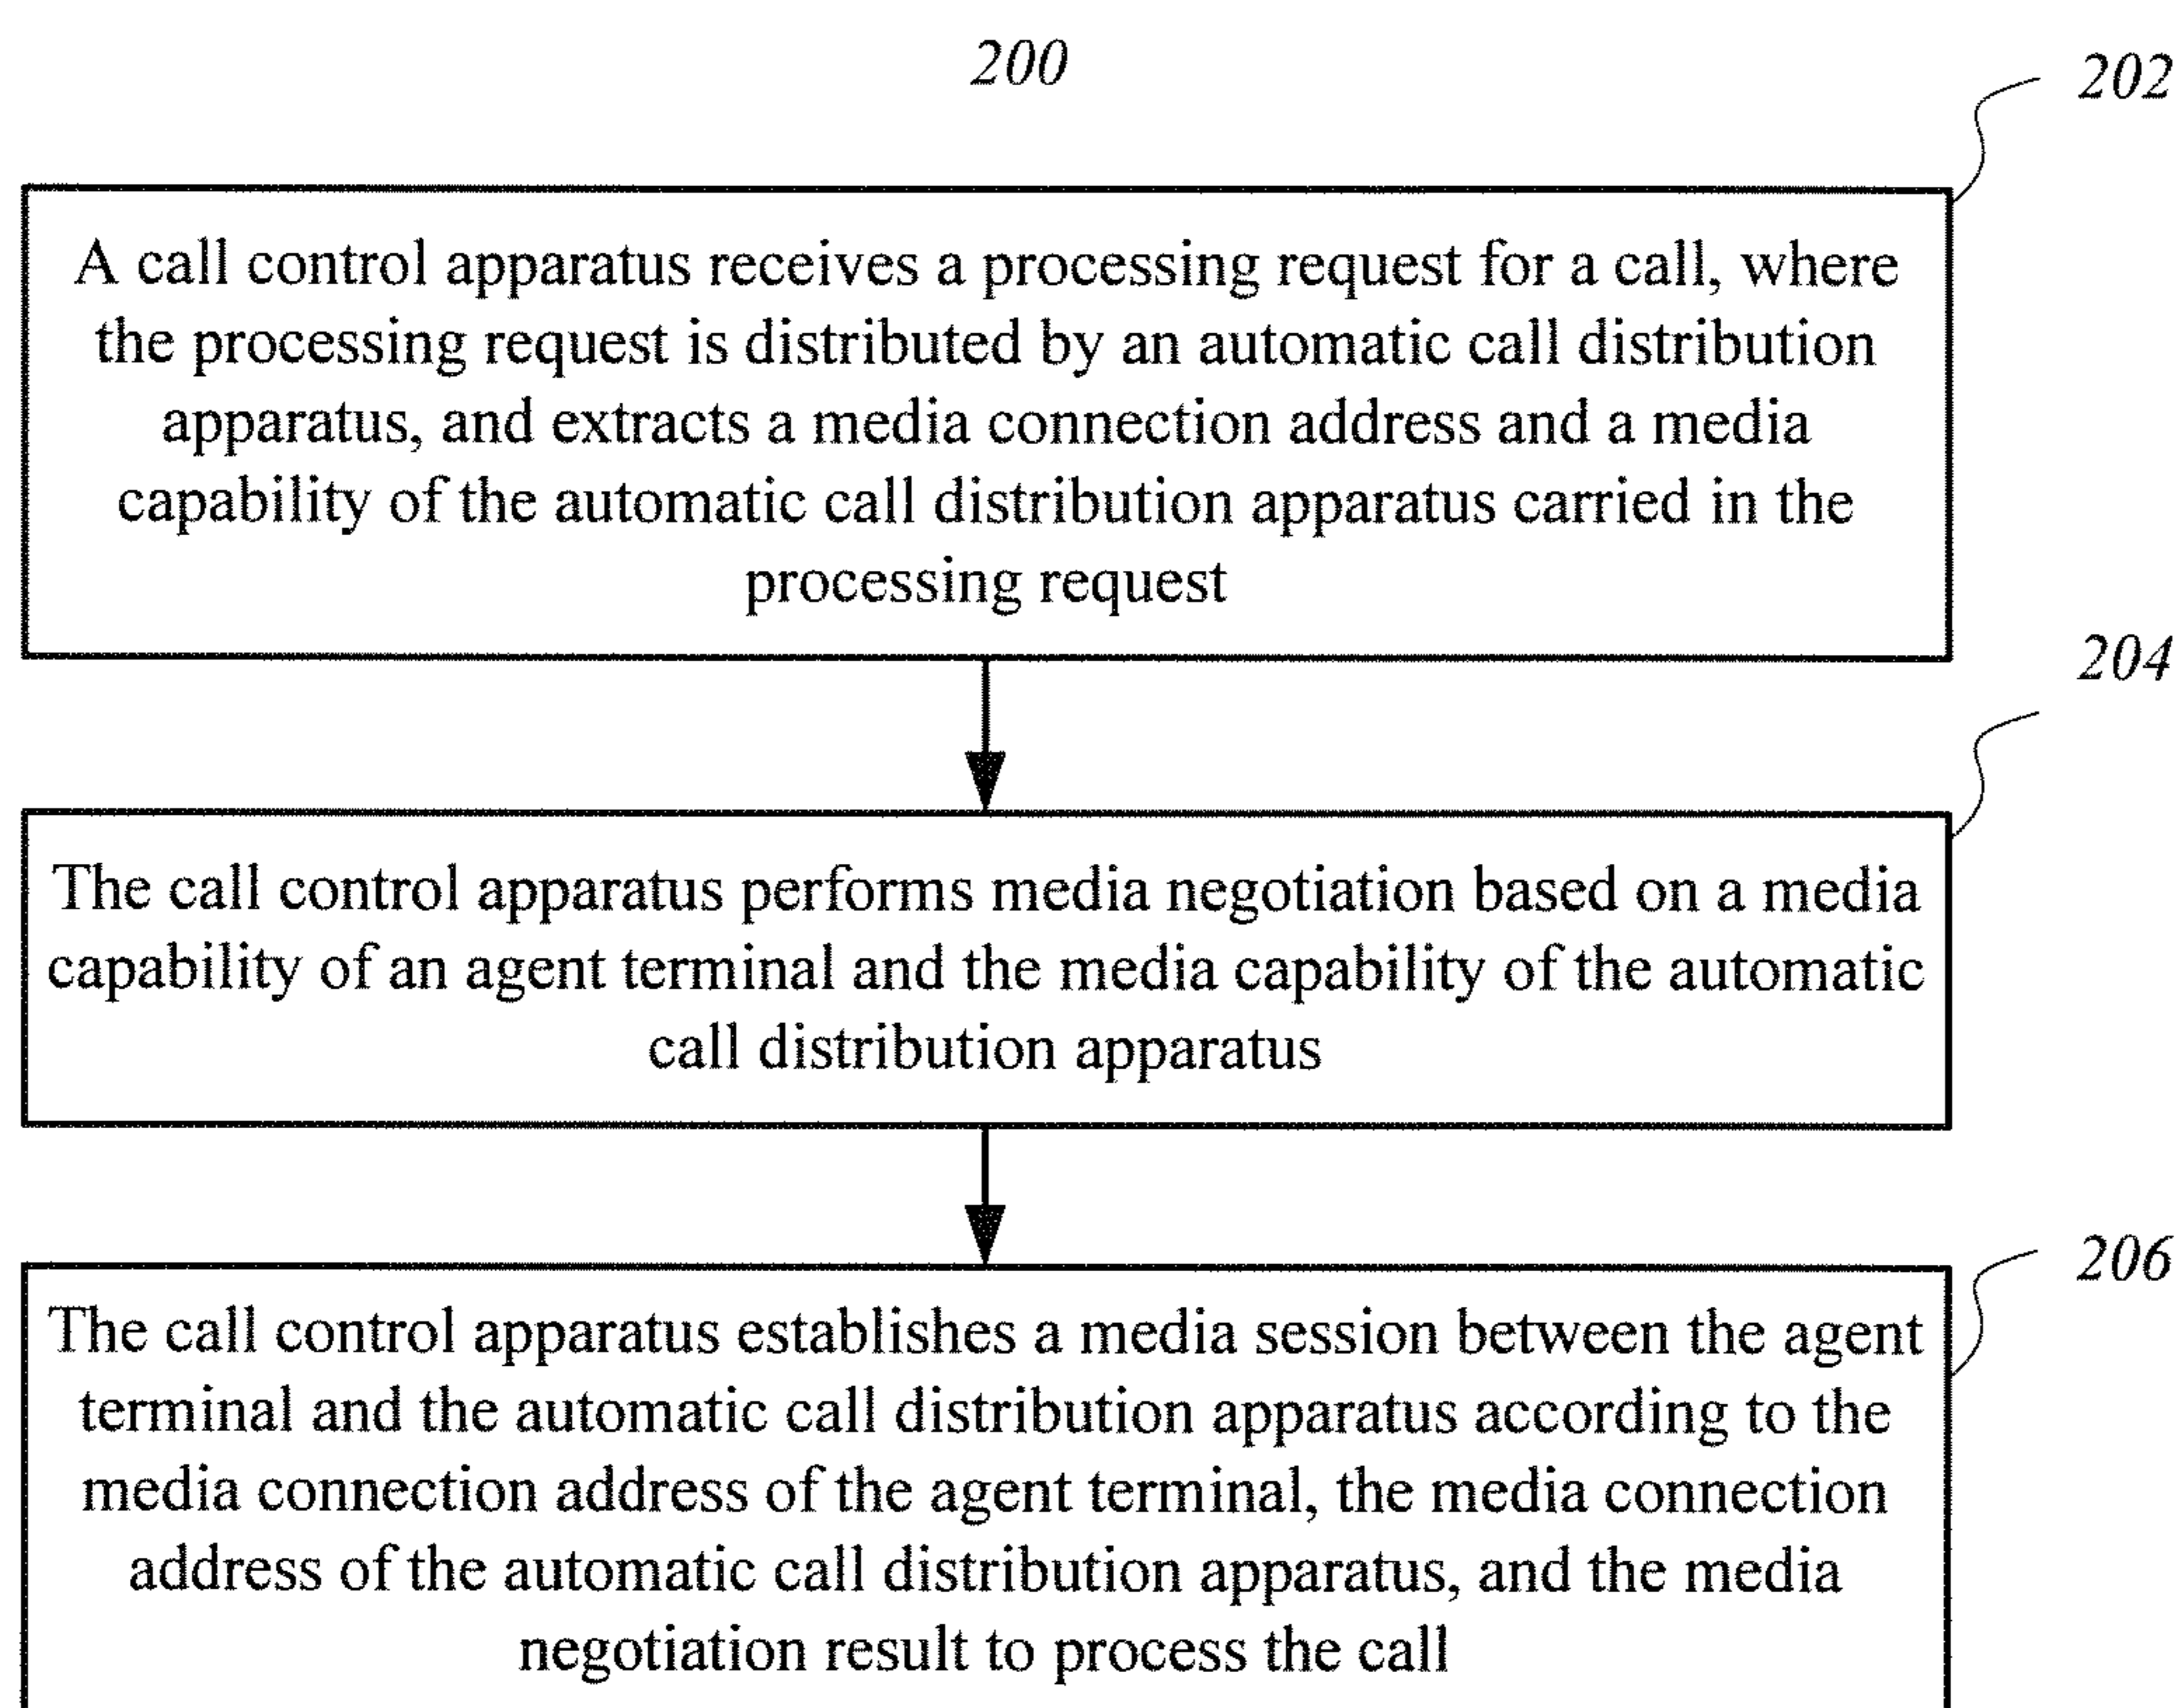 200
202
A call control apparatus receives a processing request for a call, where
the processing request is distributed by an automatic call distribution
apparatus, and extracts a media connection address and a media
capability of the automatic call distribution apparatus carried in the
processing request
204
The call control apparatus performs media negotiation based on a media
capability of an agent terminal and the media capability of the automatic
call distribution apparatus
206
The call control apparatus establishes a media session between the agent
terminal and the automatic call distribution apparatus according to the
media connection address of the agent terminal, the media connection
address of the automatic call distribution apparatus, and the media
negotiation result to process the call